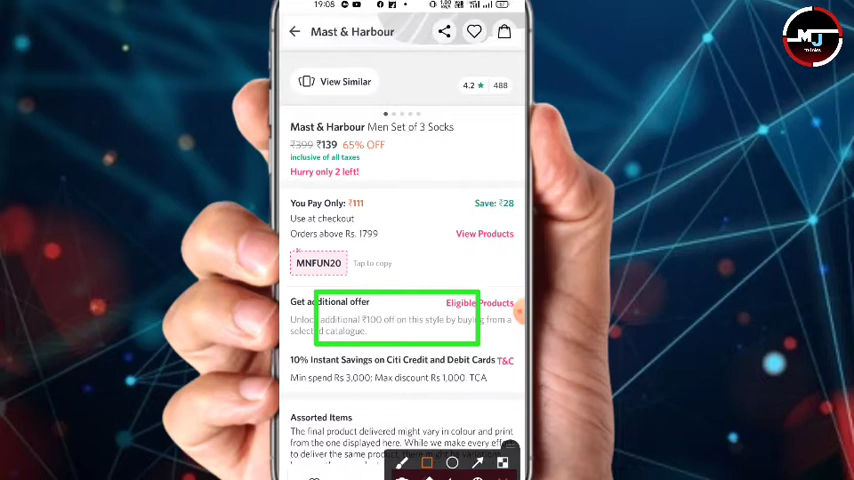 19:08
Mast & Harbour
View Similar
4.2 ★ 488
Mast & Harbour Men Set of 3 Socks
₹399 ₹139 65% OFF
inclusive of all taxes
Hurry only 2 left!
You Pay Only: ₹111 Save: ₹28
Use at checkout
Orders above Rs. 1799 View Products
MNFUN20 Tap to copy
Get additional offer Eligible Products
Unlock additional ₹100 off on this style by buying from a
selected catalogue.
10% Instant Savings on Citi Credit and Debit Cards T&C
Min spend Rs 3,000; Max discount Rs 1,000. TCA
Assorted Items
The final product delivered might vary in colour and print
from the one displayed here. While we make every
to deliver the same product, there might be variations
MJ